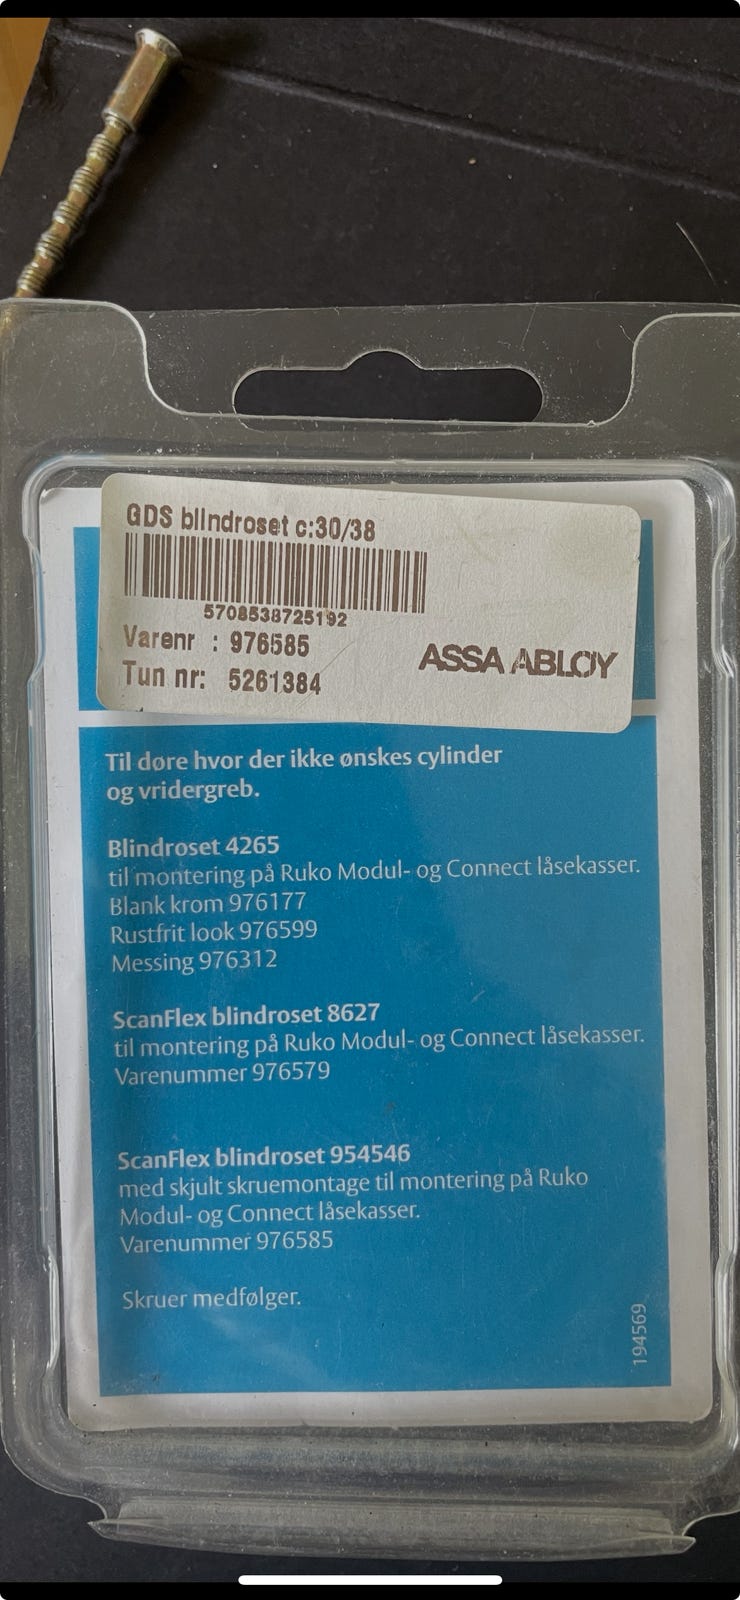 GDS blindroset c:30/38
5708538725192
Varenr : 976585
Tun nr: 5261384
ASSA ABLOY
Til døre hvor der ikke ønskes cylinder
og vridergreb.
Blindroset 4265
til montering på Ruko Modul- og Connect låsekasser.
Blank krom 976177
Rustfrit look 976599
Messing 976312
ScanFlex blindroset 8627
til montering på Ruko Modul- og Connect låsekasser.
Varenummer 976579
ScanFlex blindroset 954546
med skjult skruemontage til montering på Ruko
Modul- og Connect låsekasser.
Varenummer 976585
Skruer medfølger.
194569